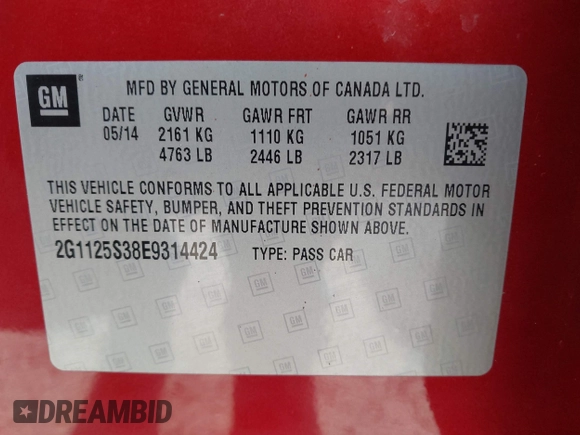 GM
MFD BY GENERAL MOTORS OF CANADA LTD.
DATE GVWR GAWR FRT GAWR RR
05/14 2161 KG 1110 KG 1051 KG
4763 LB 2446 LB 2317 LB
THIS VEHICLE CONFORMS TO ALL APPLICABLE U.S. FEDERAL MOTOR
VEHICLE SAFETY, BUMPER, AND THEFT PREVENTION STANDARDS IN
EFFECT ON THE DATE OF MANUFACTURE SHOWN ABOVE.
2G1125S38E9314424 TYPE: PASS CAR
DREAMBID